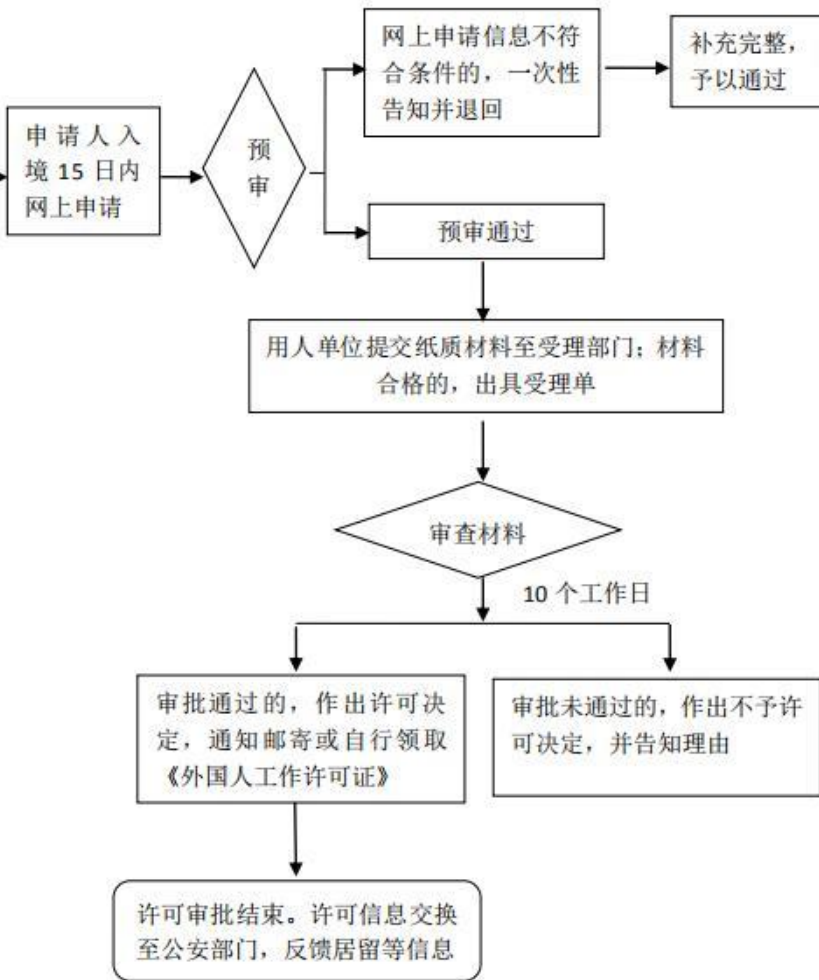 网上申请信息不符
合条件的，一次性
告知并退回
补充完整，
予以通过
申请人入
境 15 日内
网上申请
预
审
预审通过
用人单位提交纸质材料至受理部门；材料
合格的，出具受理单
审查材料
10 个工作日
审批通过的，作出许可决
定，通知邮寄或自行领取
《外国人工作许可证》
审批未通过的，作出不予许
可决定，并告知理由
许可审批结束。许可信息交换
至公安部门，反馈居留等信息